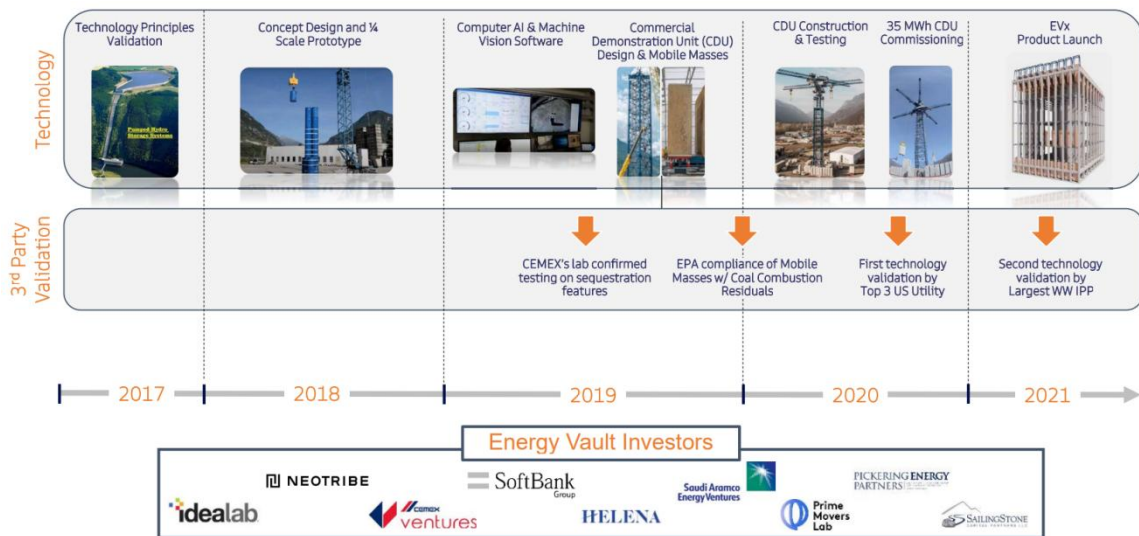 Technology
Technology Principles
Validation
Pumped Hydro
Storage Systems
Concept Design and ¼
Scale Prototype
Computer AI & Machine
Vision Software
Commercial
Demonstration Unit (CDU)
Design & Mobile Masses
CDU Construction
& Testing
35 MWh CDU
Commissioning
EVx
Product Launch
3rd Party
Validation
CEMEX's lab confirmed
testing on sequestration
features
EPA compliance of Mobile
Masses w/ Coal Combustion
Residuals
First technology
validation by
Top 3 US Utility
Second technology
validation by
Largest WW IPP
2017
2018
2019
2020
2021
Energy Vault Investors
NEOTRIBE
SoftBank
Group
Saudi Aramco
Energy Ventures
PICKERING ENERGY
PARTNERS
idealab
CEMEX
ventures
HELENA
Prime
Movers
Lab
SAILINGSTONE